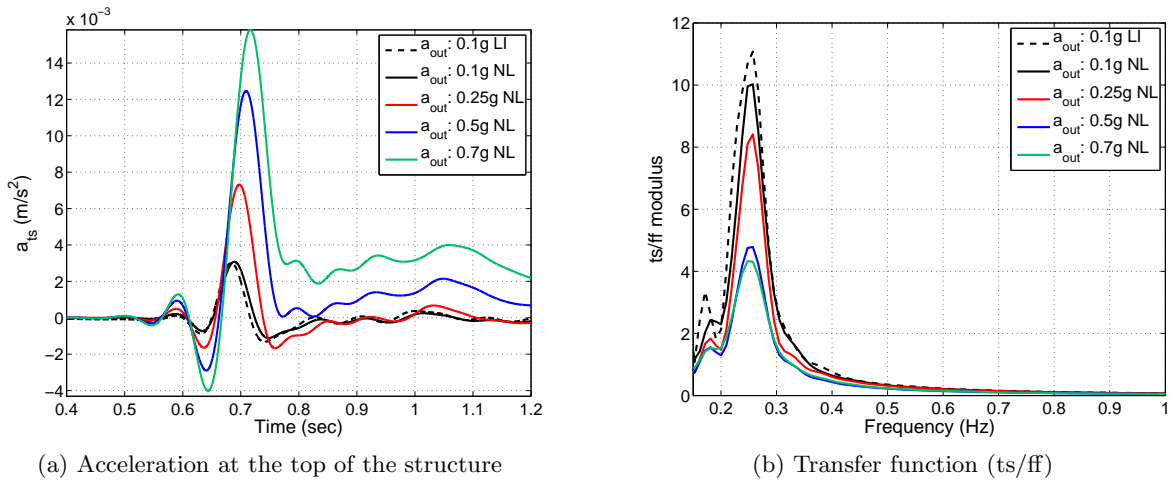 x 10⁻³
14
12
10
8
6
4
2
0
−2
−4
0.4 0.5 0.6 0.7 0.8 0.9 1 1.1 1.2
Time (sec)
a_ts (m/s²)
a_out: 0.1g LI
a_out: 0.1g NL
a_out: 0.25g NL
a_out: 0.5g NL
a_out: 0.7g NL
(a) Acceleration at the top of the structure
12
10
8
6
4
2
0
0.2 0.3 0.4 0.5 0.6 0.7 0.8 0.9 1
Frequency (Hz)
ts/ff modulus
a_out: 0.1g LI
a_out: 0.1g NL
a_out: 0.25g NL
a_out: 0.5g NL
a_out: 0.7g NL
(b) Transfer function (ts/ff)